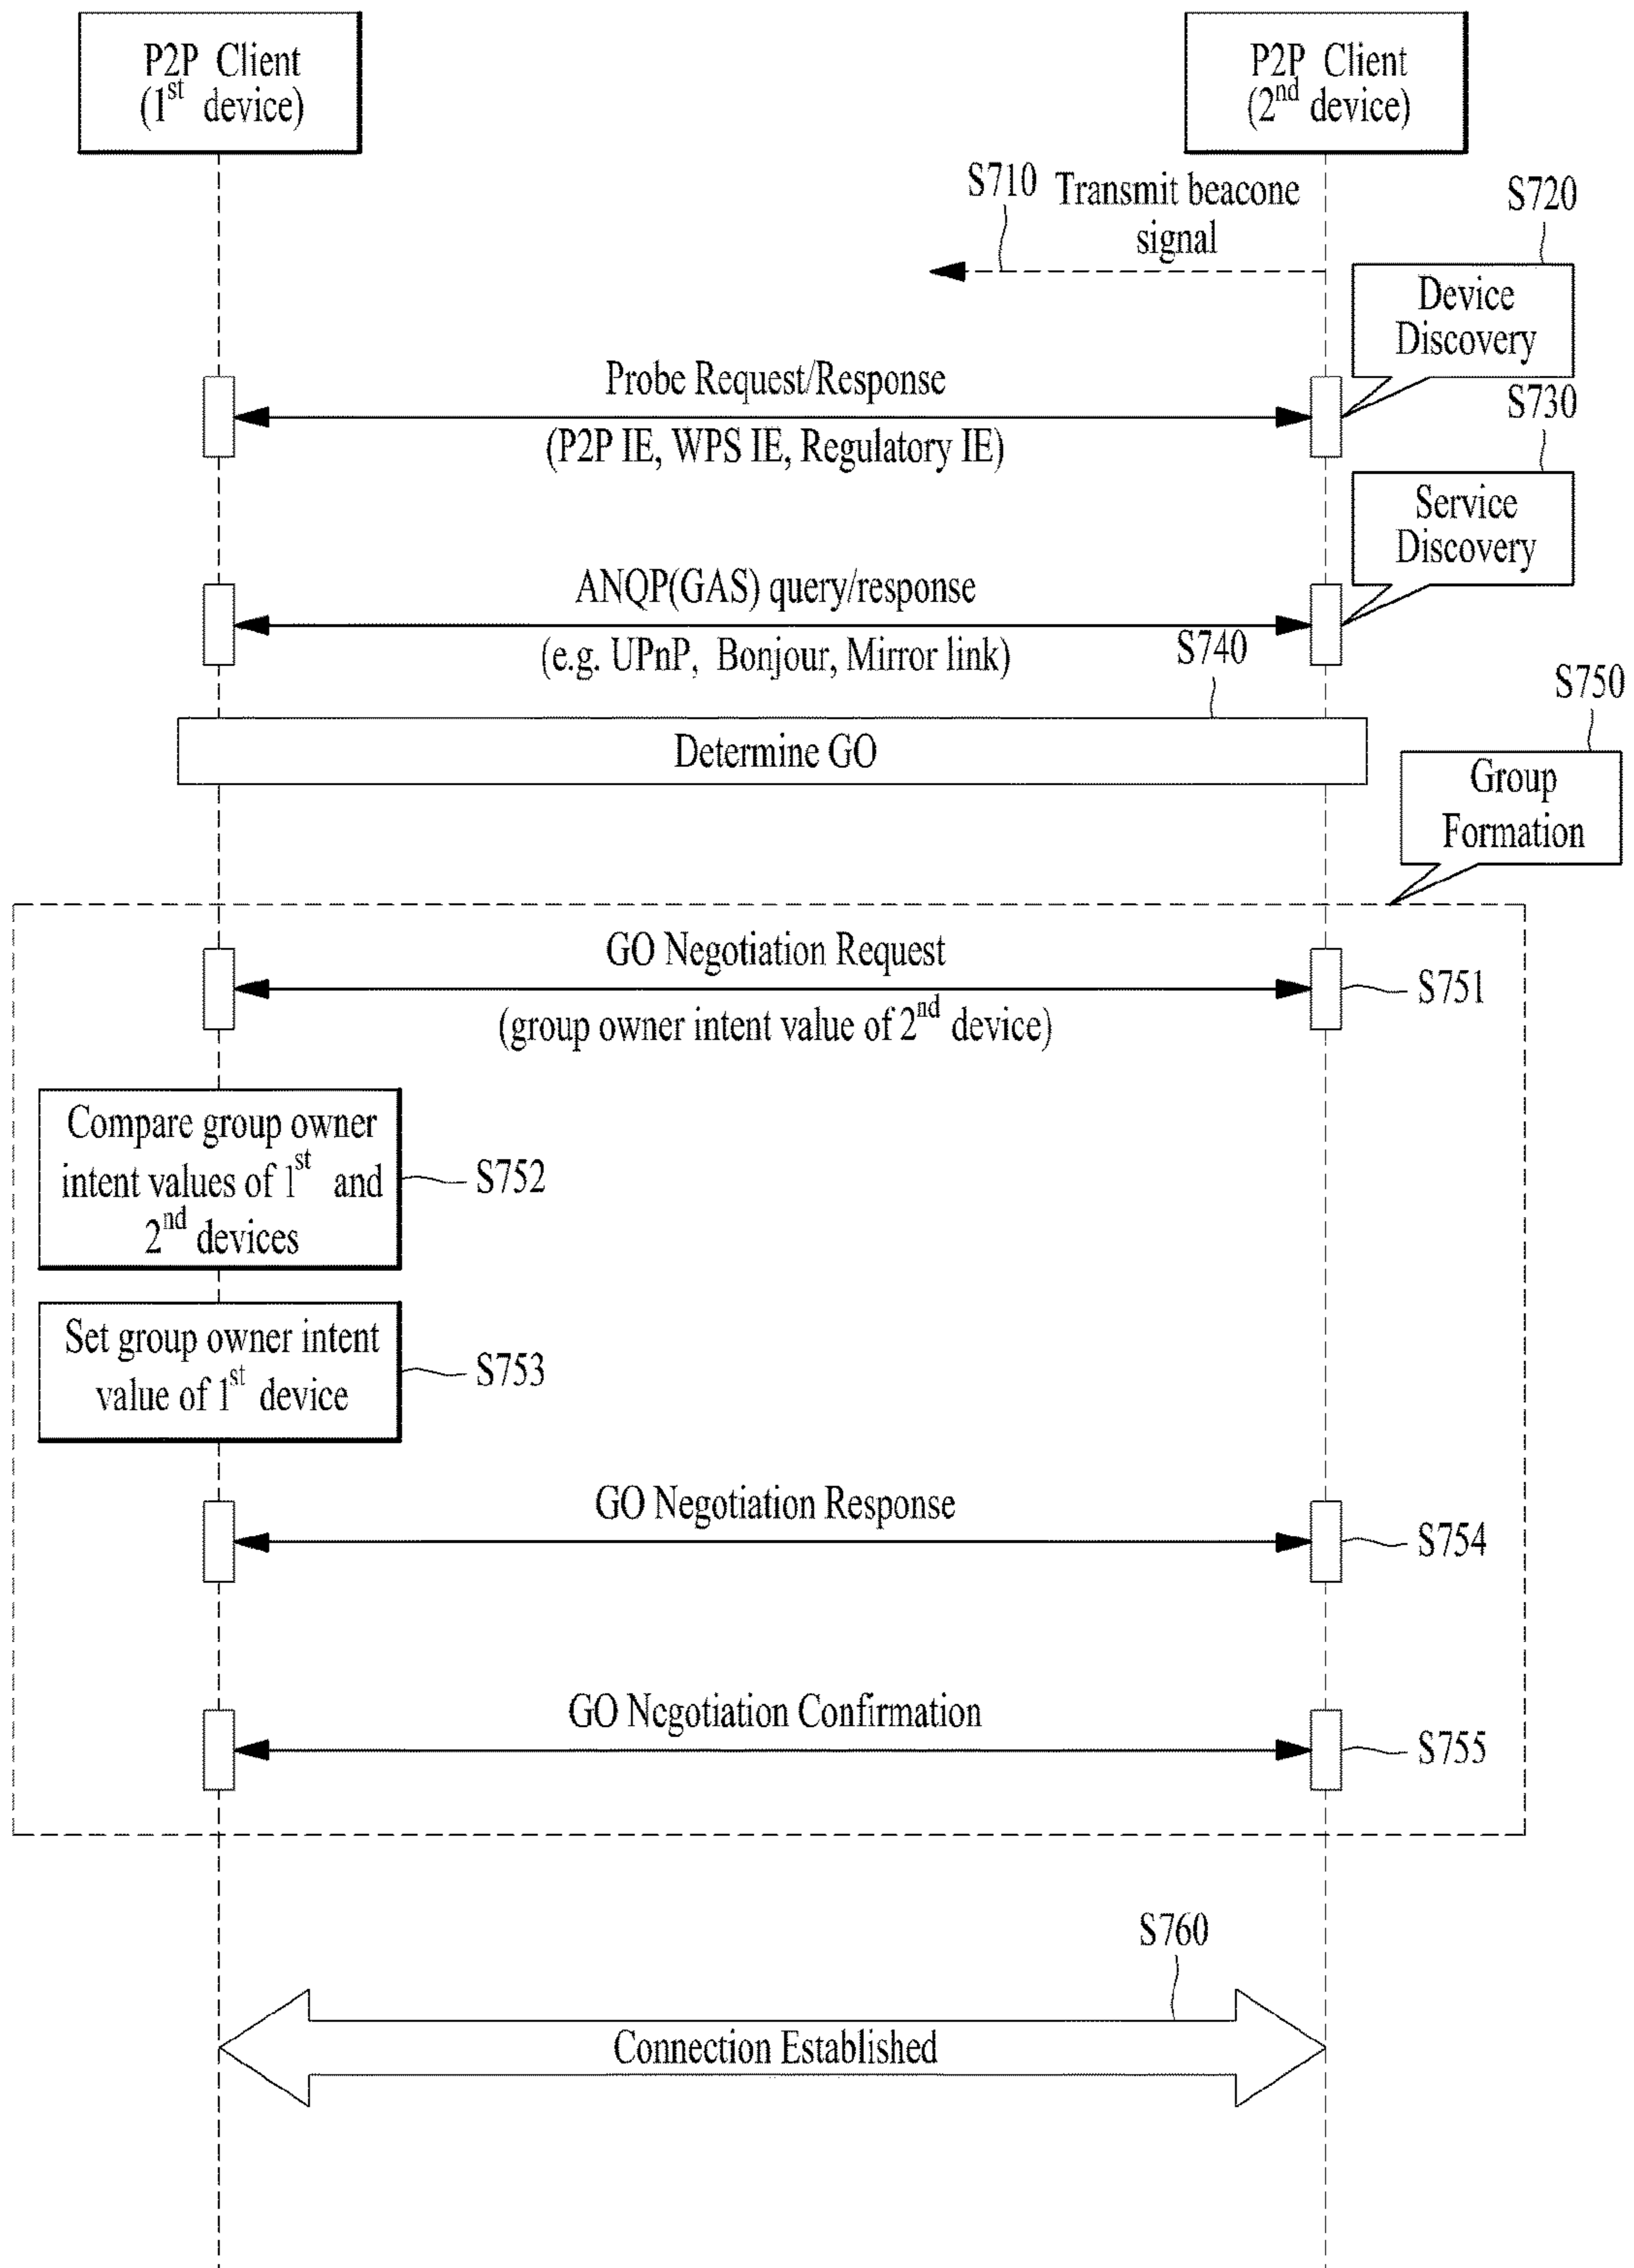 P2P Client
(1st device)
P2P Client
(2nd device)
S710
Transmit beacone
signal
S720
Device
Discovery
Probe Request/Response
(P2P IE, WPS IE, Regulatory IE)
S730
Service
Discovery
ANQP(GAS) query/response
(e.g. UPnP, Bonjour, Mirror link)
S740
Determine GO
S750
Group
Formation
GO Negotiation Request
(group owner intent value of 2nd device)
S751
Compare group owner
intent values of 1st and
2nd devices
S752
Set group owner intent
value of 1st device
S753
GO Negotiation Response
S754
GO Negotiation Confirmation
S755
S760
Connection Established